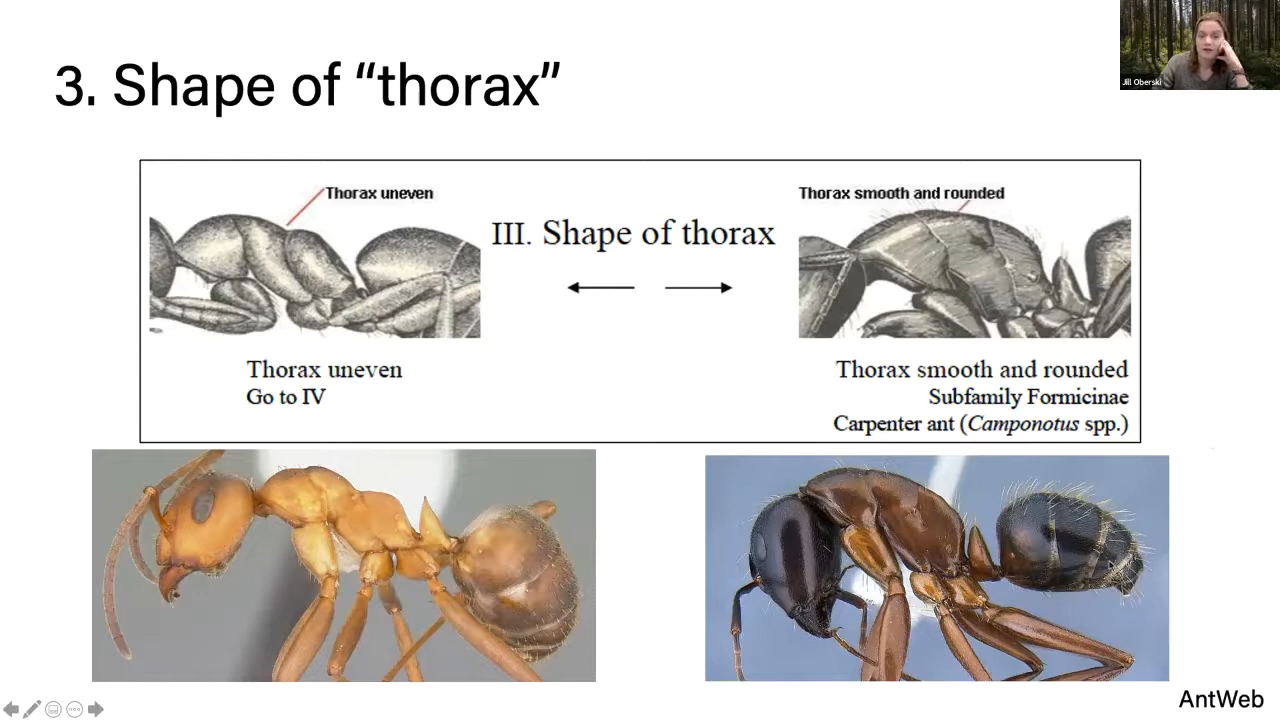 3. Shape of “thorax”
Jill Oberski
Thorax uneven
III. Shape of thorax
Thorax smooth and rounded
Thorax uneven
Go to IV
Thorax smooth and rounded
Subfamily Formicinae
Carpenter ant (Camponotus spp.)
AntWeb